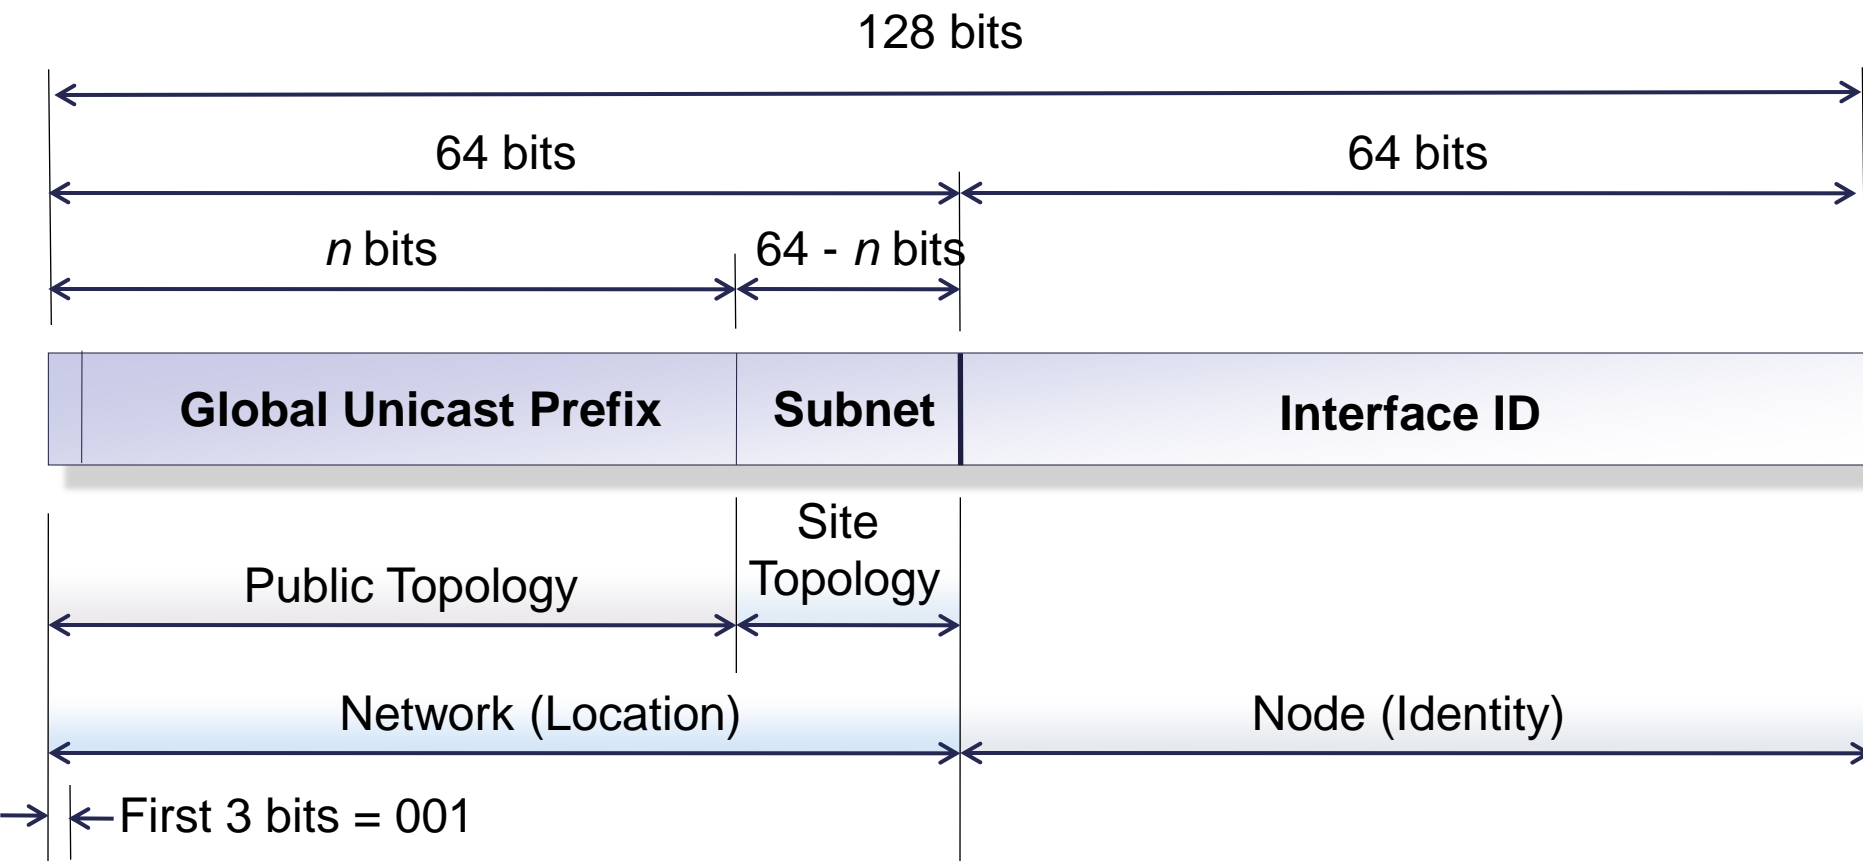 128 bits
64 bits
64 bits
n bits
64 - n bits
Global Unicast Prefix
Subnet
Interface ID
Site
Topology
Public Topology
Network (Location)
Node (Identity)
First 3 bits = 001